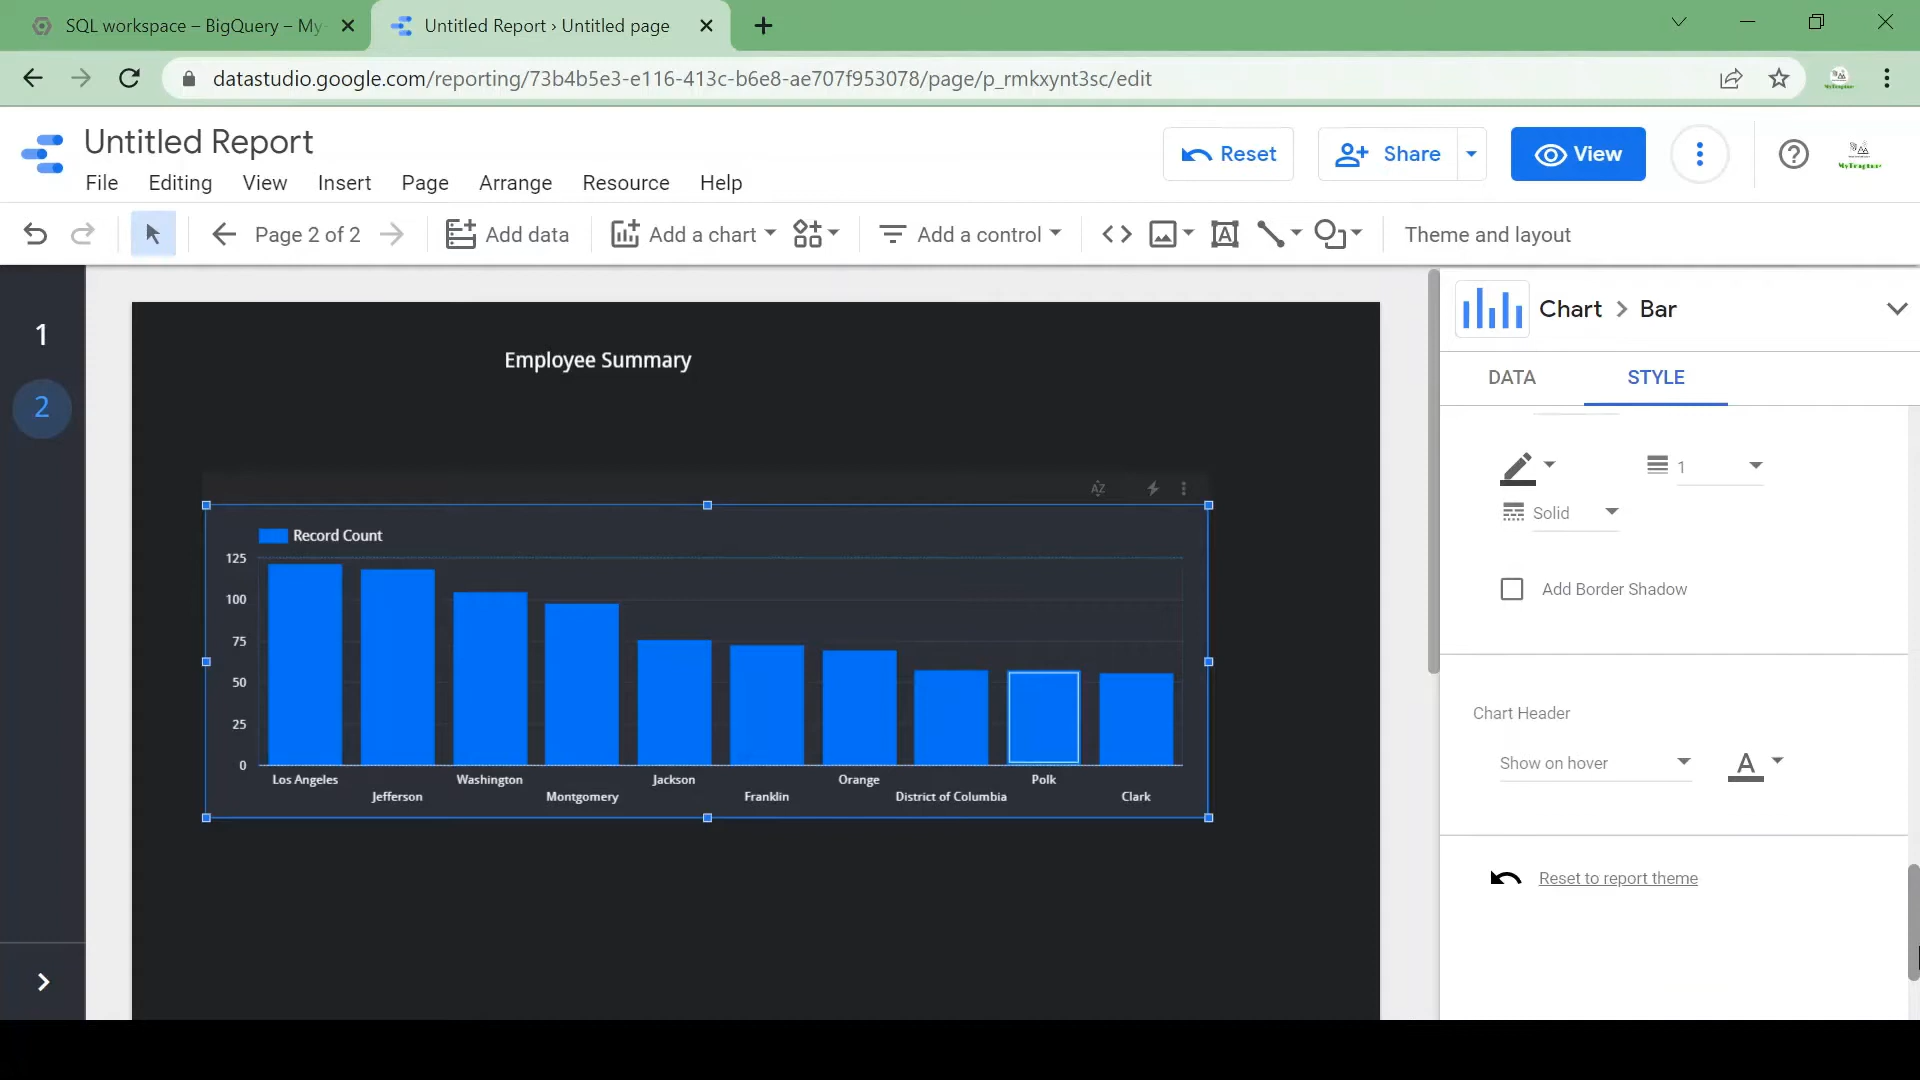 SQL workspace – BigQuery – My
Untitled Report › Untitled page
datastudio.google.com/reporting/73b4b5e3-e116-413c-b6e8-ae707f953078/page/p_rmkxynt3sc/edit
Untitled Report
Reset
Share
View
File Editing View Insert Page Arrange Resource Help
Page 2 of 2
Add data
Add a chart
Add a control
Theme and layout
1
2
Employee Summary
Record Count
125
100
75
50
25
0
Los Angeles
Jefferson
Washington
Montgomery
Jackson
Franklin
Orange
District of Columbia
Polk
Clark
Chart
Bar
DATA
STYLE
1
Solid
Add Border Shadow
Chart Header
Show on hover
A
Reset to report theme